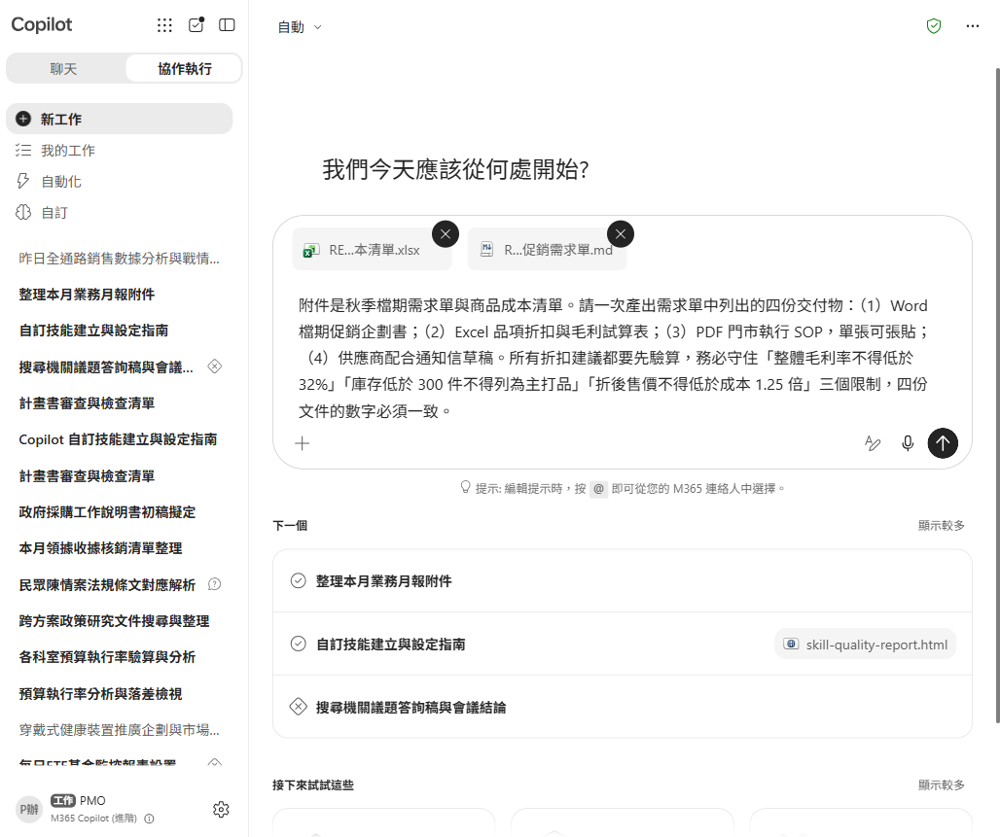 Copilot
聊天
協作執行
新工作
我的工作
自動化
自訂
昨日全通路銷售數據分析與戰情...
整理本月業務月報附件
自訂技能建立與設定指南
搜尋機關議題答詢稿與會議...
計畫書審查與檢查清單
Copilot 自訂技能建立與設定指南
計畫書審查與檢查清單
政府採購工作說明書初稿擬定
本月領據收據核銷清單整理
民眾陳情案法規條文對應解析
跨方案政策研究文件搜尋與整理
各科室預算執行率驗算與分析
預算執行率分析與落差檢視
穿戴式健康裝置推廣企劃與市場...
每日ETF基金監控報表設置
P辦
工作 PMO
M365 Copilot (進階)
自動
我們今天應該從何處開始?
RE...本清單.xlsx
R...促銷需求單.md
附件是秋季檔期需求單與商品成本清單。請一次產出需求單中列出的四份交付物：（1）Word
檔期促銷企劃書；（2）Excel 品項折扣與毛利試算表；（3）PDF 門市執行 SOP，單張可張貼；
（4）供應商配合通知信草稿。所有折扣建議都要先驗算，務必守住「整體毛利率不得低於
32%」「庫存低於 300 件不得列為主打品」「折後售價不得低於成本 1.25 倍」三個限制，四份
文件的數字必須一致。
提示: 編輯提示時，按 @ 即可從您的 M365 連絡人中選擇。
下一個
顯示較多
整理本月業務月報附件
自訂技能建立與設定指南
skill-quality-report.html
搜尋機關議題答詢稿與會議結論
接下來試試這些
顯示較多